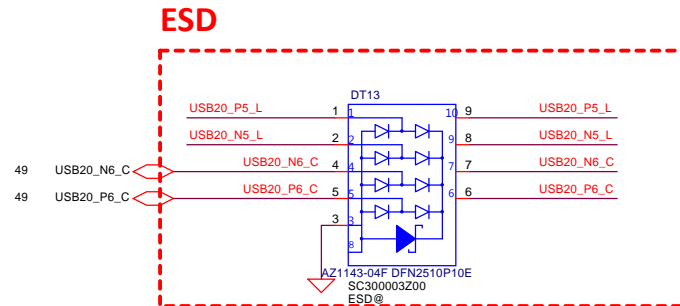 ESD
DT13
USB20_P5_L 1 1 10 9 USB20_P5_L
USB20_N5_L 2 2 9 8 USB20_N5_L
49 USB20_N6_C USB20_N6_C 4 4 7 7 USB20_N6_C
49 USB20_P6_C USB20_P6_C 5 5 6 6 USB20_P6_C
3 3
8
AZ1143-04F DFN2510P10E
SC300003Z00
ESD@